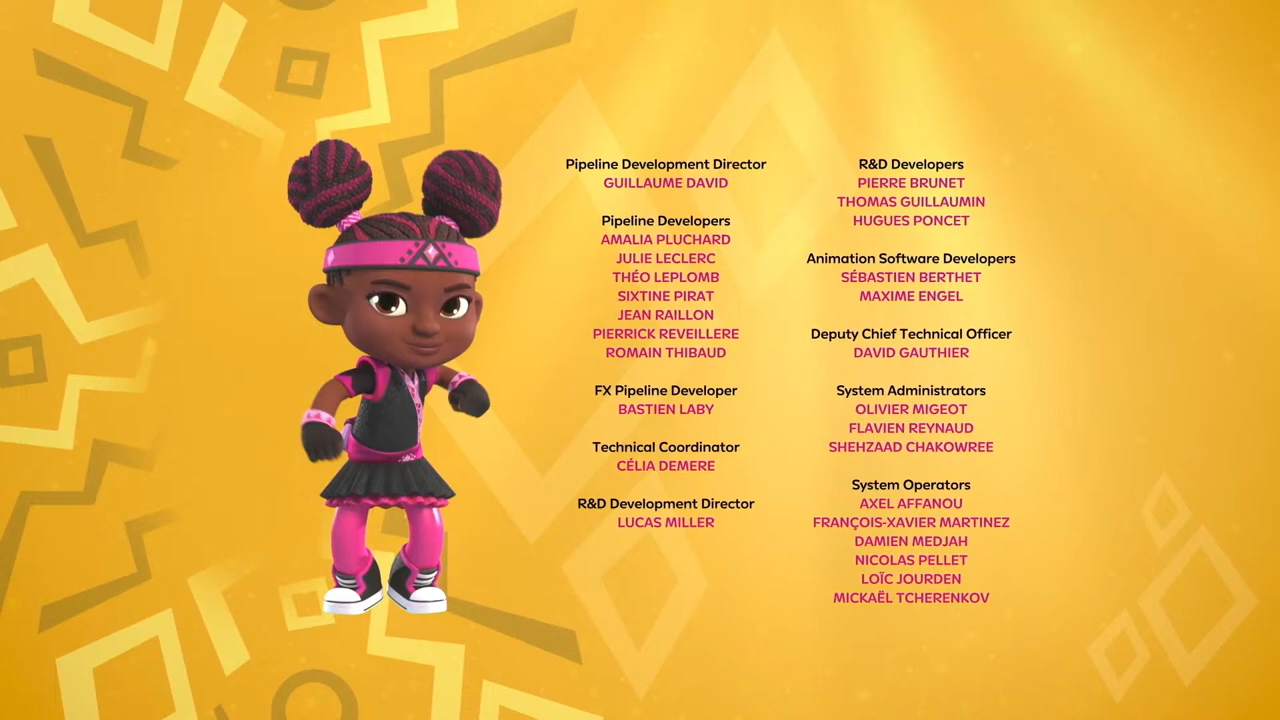 Pipeline Development Director
GUILLAUME DAVID
Pipeline Developers
AMALIA PLUCHARD
JULIE LECLERC
THÉO LEPLOMB
SIXTINE PIRAT
JEAN RAILLON
PIERRICK REVEILLERE
ROMAIN THIBAUD
FX Pipeline Developer
BASTIEN LABY
Technical Coordinator
CÉLIA DEMERE
R&D Development Director
LUCAS MILLER
R&D Developers
PIERRE BRUNET
THOMAS GUILLAUMIN
HUGUES PONCET
Animation Software Developers
SÉBASTIEN BERTHET
MAXIME ENGEL
Deputy Chief Technical Officer
DAVID GAUTHIER
System Administrators
OLIVIER MIGEOT
FLAVIEN REYNAUD
SHEHZAAD CHAKOWREE
System Operators
AXEL AFFANOU
FRANÇOIS-XAVIER MARTINEZ
DAMIEN MEDJAH
NICOLAS PELLET
LOÏC JOURDEN
MICKAËL TCHERENKOV